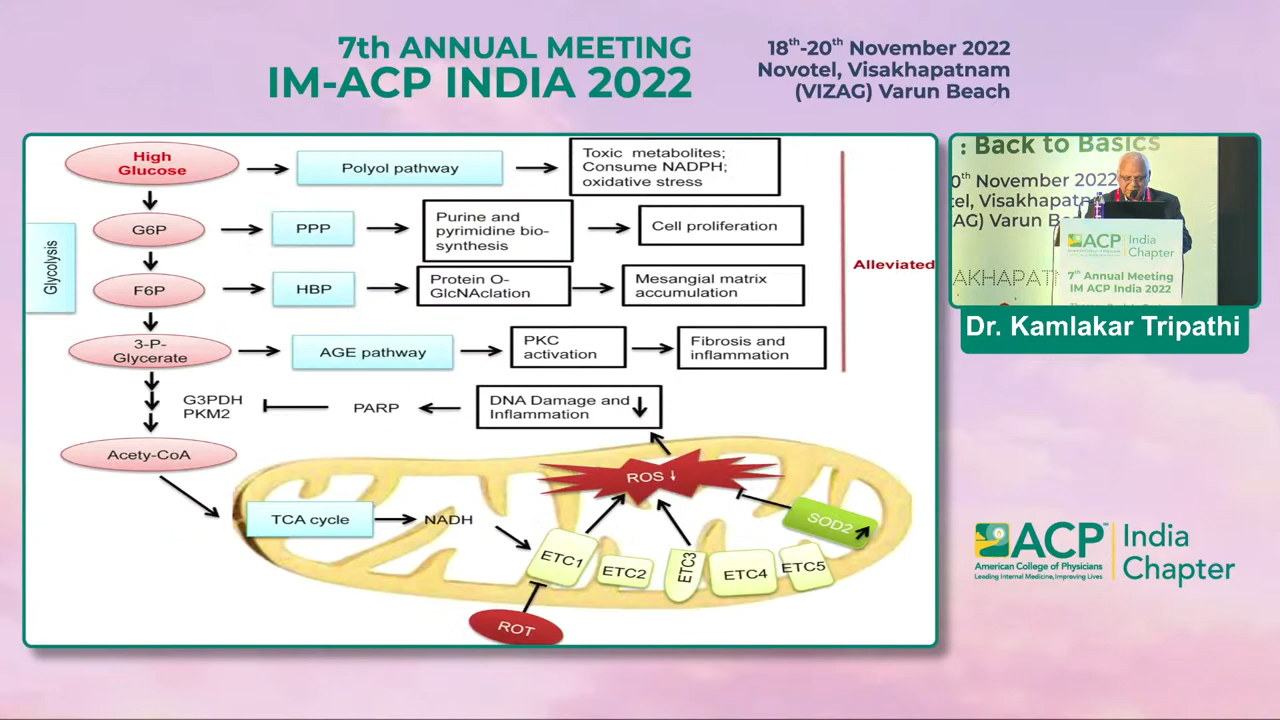 7th ANNUAL MEETING
IM-ACP INDIA 2022
18th-20th November 2022
Novotel, Visakhapatnam
(VIZAG) Varun Beach
High
Glucose
Polyol pathway
Toxic metabolites;
Consume NADPH;
oxidative stress
Glycolysis
G6P
PPP
Purine and
pyrimidine bio-
synthesis
Cell proliferation
F6P
HBP
Protein O-
GlcNAclation
Mesangial matrix
accumulation
Alleviated
3-P-
Glycerate
AGE pathway
PKC
activation
Fibrosis and
inflammation
G3PDH
PKM2
PARP
DNA Damage and
Inflammation
Acety-CoA
ROS
TCA cycle
NADH
SOD2
ETC1
ETC2
ETC3
ETC4
ETC5
ROT
: Back to Basics
0th November 2022
tel, Visakhapatn
AG) Varun B
AKHAPATN
ACP India
Chapter
7th Annual Meeting
IM ACP India 2022
Dr. Kamlakar Tripathi
ACP™
American College of Physicians
Leading Internal Medicine, Improving Lives
India
Chapter